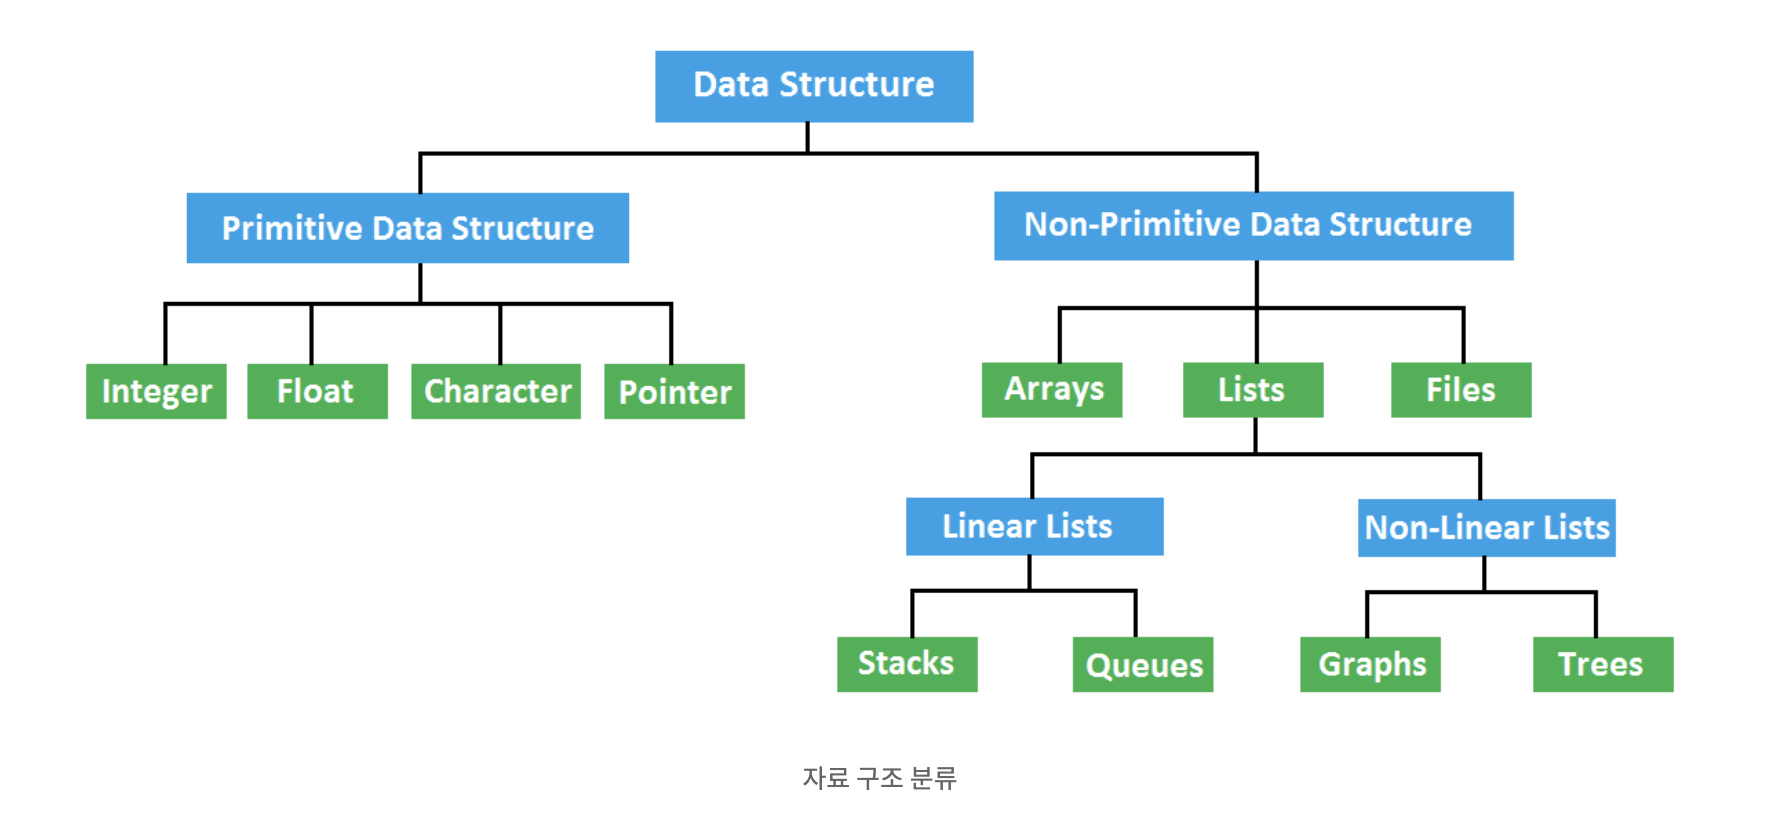 Data Structure
Primitive Data Structure
Non-Primitive Data Structure
Integer
Float
Character
Pointer
Arrays
Lists
Files
Linear Lists
Non-Linear Lists
Stacks
Queues
Graphs
Trees
자료 구조 분류